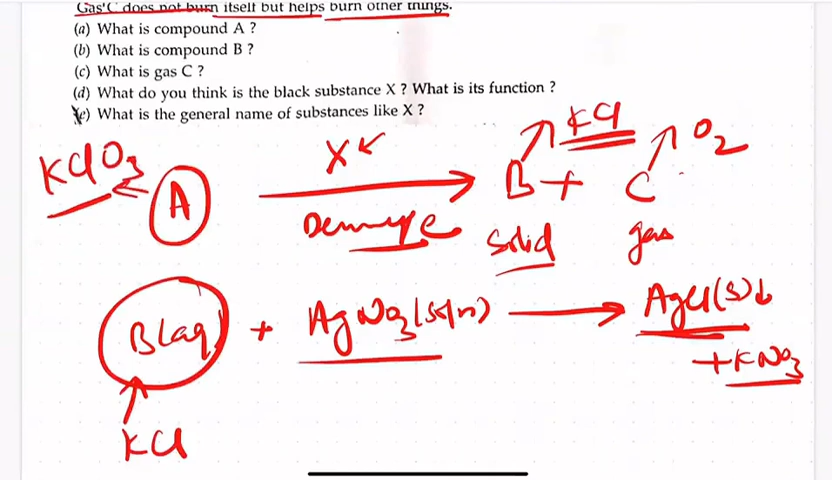 Gas 'C' does not burn itself but helps burn other things.
(a) What is compound A ?
(b) What is compound B ?
(c) What is gas C ?
(d) What do you think is the black substance X ? What is its function ?
(e) What is the general name of substances like X ?
KCl O2
KClO3 X
A B + C
solid gas
B(aq) + AgNO3(sol/n) → AgCl(s)↓
+ KNO3
KCl